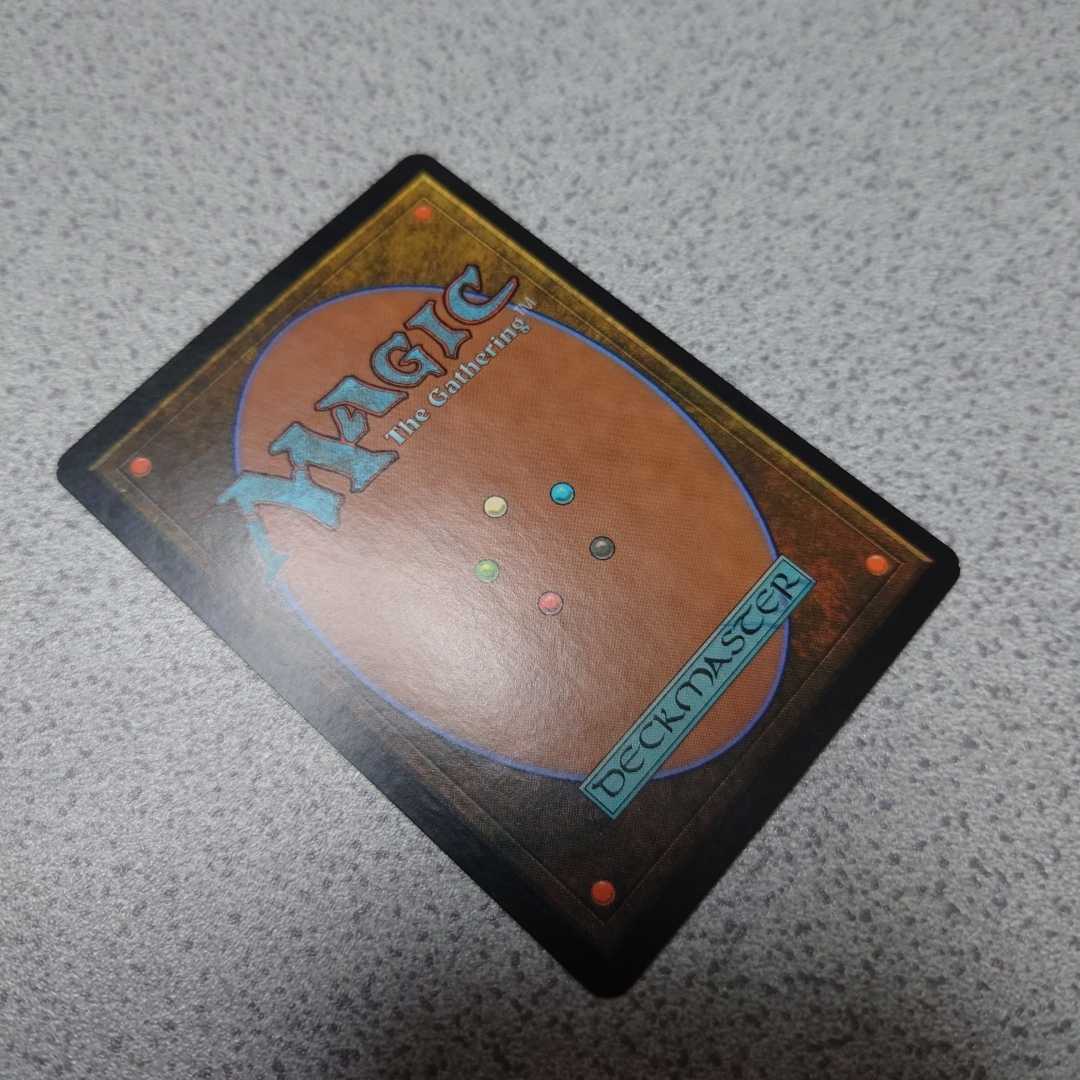 MAGIC
The Gathering™
DECKMASTER